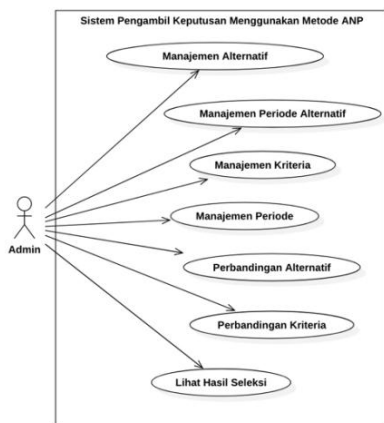 Sistem Pengambil Keputusan Menggunakan Metode ANP
Manajemen Alternatif
Manajemen Periode Alternatif
Manajemen Kriteria
Manajemen Periode
Admin
Perbandingan Alternatif
Perbandingan Kriteria
Lihat Hasil Seleksi